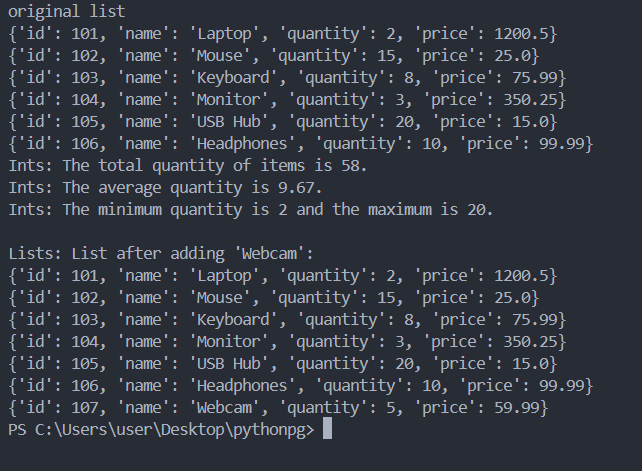 original list
{'id': 101, 'name': 'Laptop', 'quantity': 2, 'price': 1200.5}
{'id': 102, 'name': 'Mouse', 'quantity': 15, 'price': 25.0}
{'id': 103, 'name': 'Keyboard', 'quantity': 8, 'price': 75.99}
{'id': 104, 'name': 'Monitor', 'quantity': 3, 'price': 350.25}
{'id': 105, 'name': 'USB Hub', 'quantity': 20, 'price': 15.0}
{'id': 106, 'name': 'Headphones', 'quantity': 10, 'price': 99.99}
Ints: The total quantity of items is 58.
Ints: The average quantity is 9.67.
Ints: The minimum quantity is 2 and the maximum is 20.
Lists: List after adding 'Webcam':
{'id': 101, 'name': 'Laptop', 'quantity': 2, 'price': 1200.5}
{'id': 102, 'name': 'Mouse', 'quantity': 15, 'price': 25.0}
{'id': 103, 'name': 'Keyboard', 'quantity': 8, 'price': 75.99}
{'id': 104, 'name': 'Monitor', 'quantity': 3, 'price': 350.25}
{'id': 105, 'name': 'USB Hub', 'quantity': 20, 'price': 15.0}
{'id': 106, 'name': 'Headphones', 'quantity': 10, 'price': 99.99}
{'id': 107, 'name': 'Webcam', 'quantity': 5, 'price': 59.99}
PS C:\Users\user\Desktop\pythonpg>